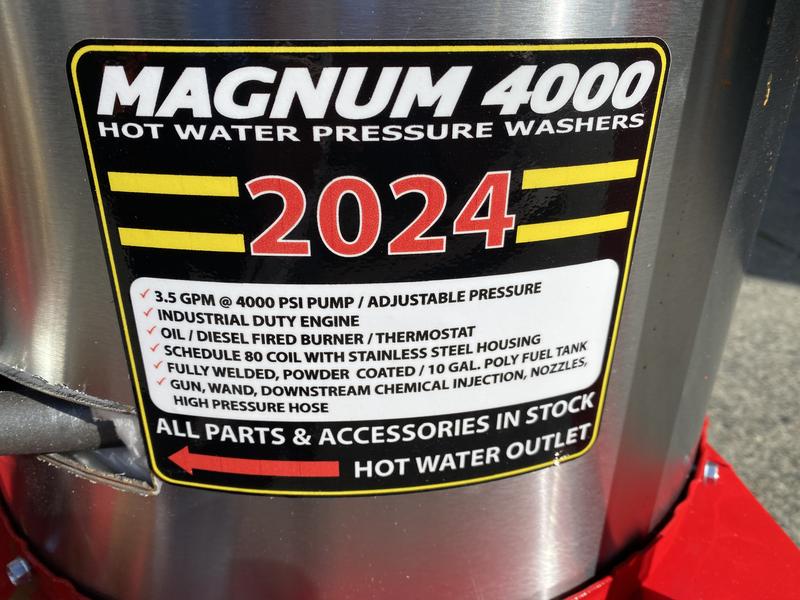 MAGNUM 4000
HOT WATER PRESSURE WASHERS
2024
✓ 3.5 GPM @ 4000 PSI PUMP / ADJUSTABLE PRESSURE
✓ INDUSTRIAL DUTY ENGINE
✓ OIL / DIESEL FIRED BURNER / THERMOSTAT
✓ SCHEDULE 80 COIL WITH STAINLESS STEEL HOUSING
✓ FULLY WELDED, POWDER COATED / 10 GAL. POLY FUEL TANK
✓ GUN, WAND, DOWNSTREAM CHEMICAL INJECTION, NOZZLES,
HIGH PRESSURE HOSE
ALL PARTS & ACCESSORIES IN STOCK
HOT WATER OUTLET